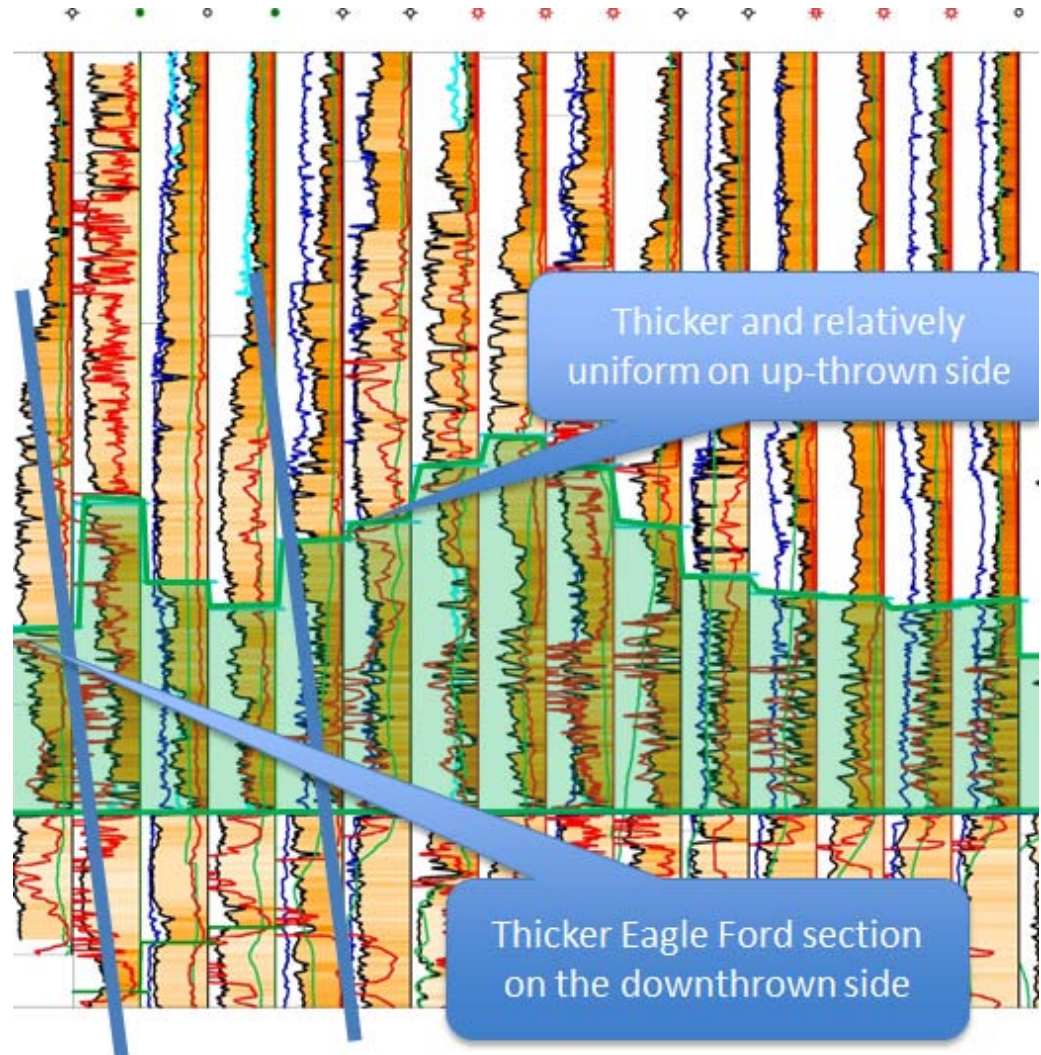 Thicker and relatively
uniform on up-thrown side
Thicker Eagle Ford section
on the downthrown side